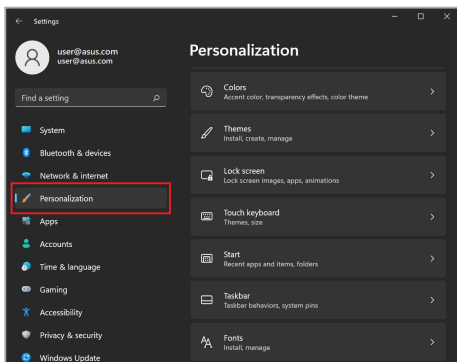 Settings
user@asus.com
user@asus.com
Find a setting
System
Bluetooth & devices
Network & internet
Personalization
Apps
Accounts
Time & language
Gaming
Accessibility
Privacy & security
Windows Update
Personalization
Colors
Accent color, transparency effects, color theme
Themes
Install, create, manage
Lock screen
Lock screen images, apps, animations
Touch keyboard
Themes, size
Start
Recent apps and items, folders
Taskbar
Taskbar behaviors, system pins
Fonts
Install, manage